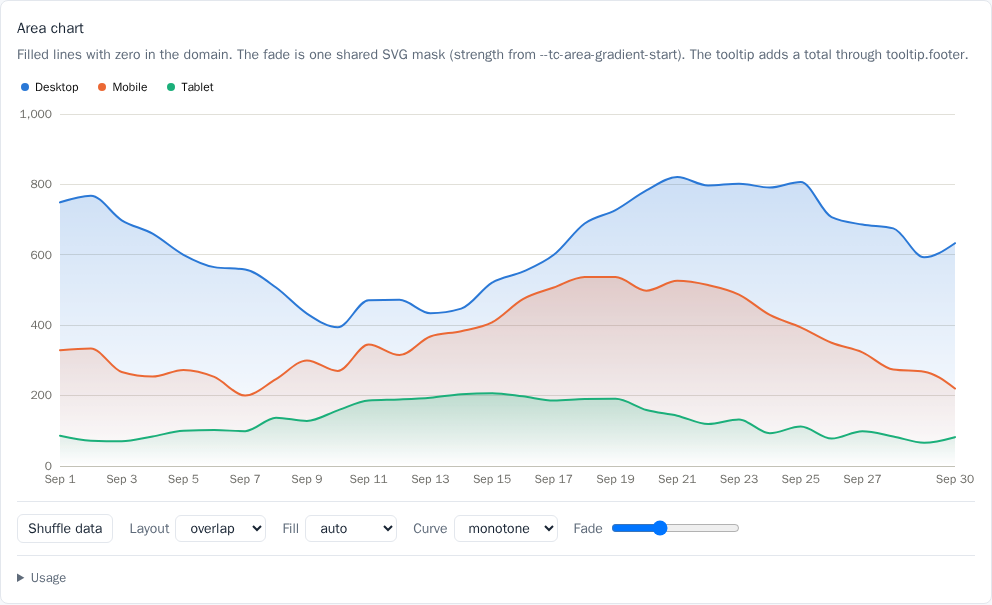 Area chart
Filled lines with zero in the domain. The fade is one shared SVG mask (strength from --tc-area-gradient-start). The tooltip adds a total through tooltip.footer.
Desktop Mobile Tablet
1,000
800
600
400
200
0
Sep 1 Sep 3 Sep 5 Sep 7 Sep 9 Sep 11 Sep 13 Sep 15 Sep 17 Sep 19 Sep 21 Sep 23 Sep 25 Sep 27 Sep 30
Shuffle data Layout overlap Fill auto Curve monotone Fade
Usage